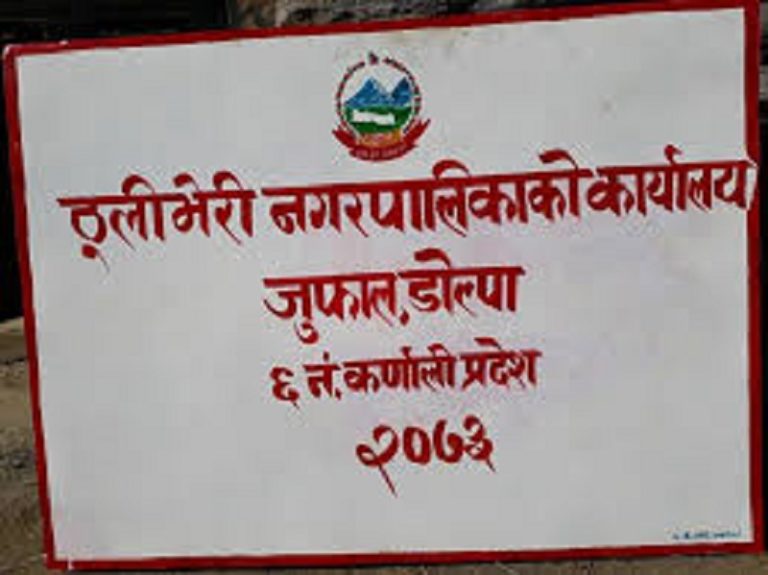 ठूलीभेरी नगरपालिकाको कार्यालय
जुफाल, डोल्पा
६ नं. कर्णाली प्रदेश
२०७३